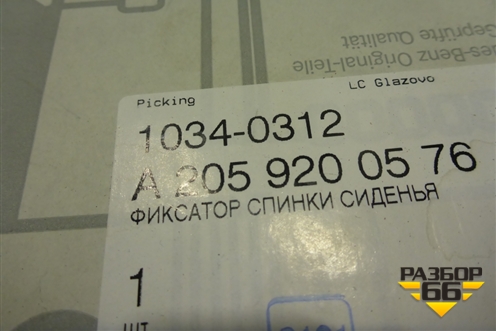 des-Benz Original-Teile
Geprüfte Qualität
LC Glazovo
Picking
1034-0312
A 205 920 05 76
ФИКСАТОР СПИНКИ СИДЕНЬЯ
1
ШТ
РАЗБОР
66